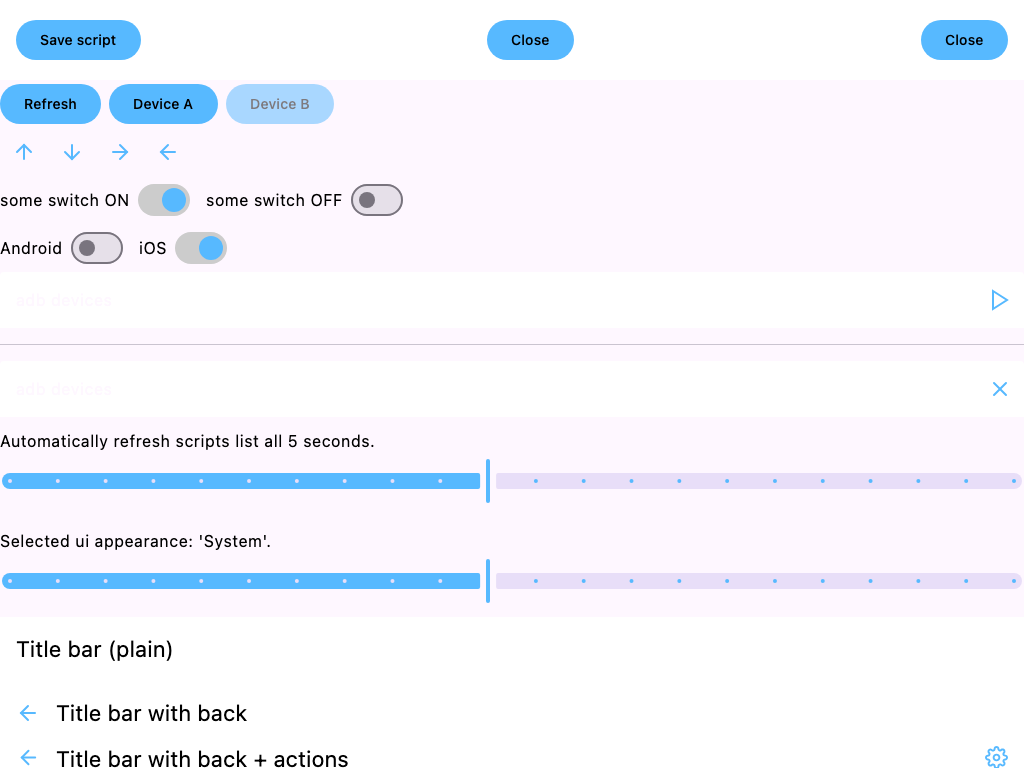 Save script Close Close
Refresh Device A Device B
some switch ON some switch OFF
Android iOS
adb devices
adb devices
Automatically refresh scripts list all 5 seconds.
Selected ui appearance: 'System'.
Title bar (plain)
Title bar with back
Title bar with back + actions